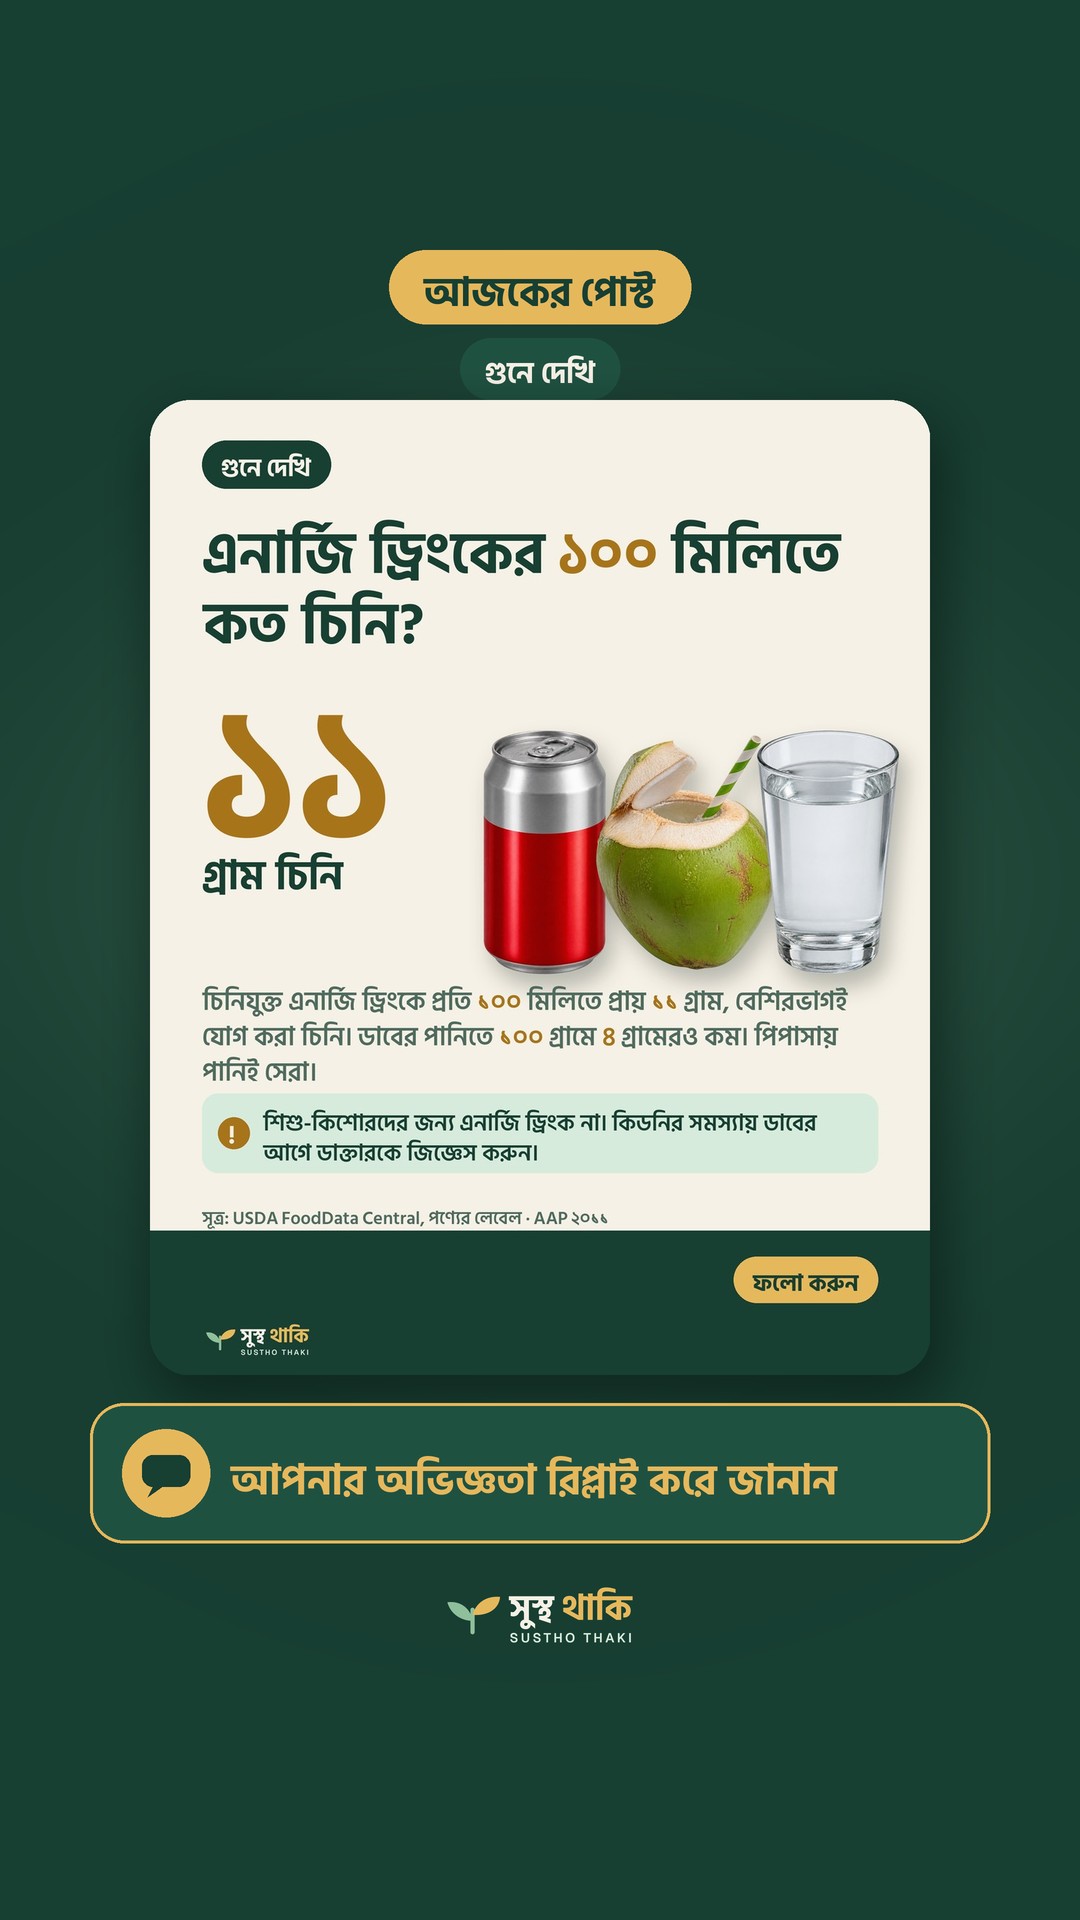 আজকের পোস্ট
গুনে দেখি
গুনে দেখি
এনার্জি ড্রিংকের ১০০ মিলিতে
কত চিনি?
১১
গ্রাম চিনি
চিনিযুক্ত এনার্জি ড্রিংকে প্রতি ১০০ মিলিতে প্রায় ১১ গ্রাম, বেশিরভাগই
যোগ করা চিনি। ডাবের পানিতে ১০০ গ্রামে ৪ গ্রামেরও কম। পিপাসায়
পানিই সেরা।
!
শিশু-কিশোরদের জন্য এনার্জি ড্রিংক না। কিডনির সমস্যায় ডাবের
আগে ডাক্তারকে জিজ্ঞেস করুন।
সূত্র: USDA FoodData Central, পণ্যের লেবেল · AAP ২০১১
ফলো করুন
সুস্থ থাকি
SUSTHO THAKI
আপনার অভিজ্ঞতা রিপ্লাই করে জানান
সুস্থ থাকি
SUSTHO THAKI